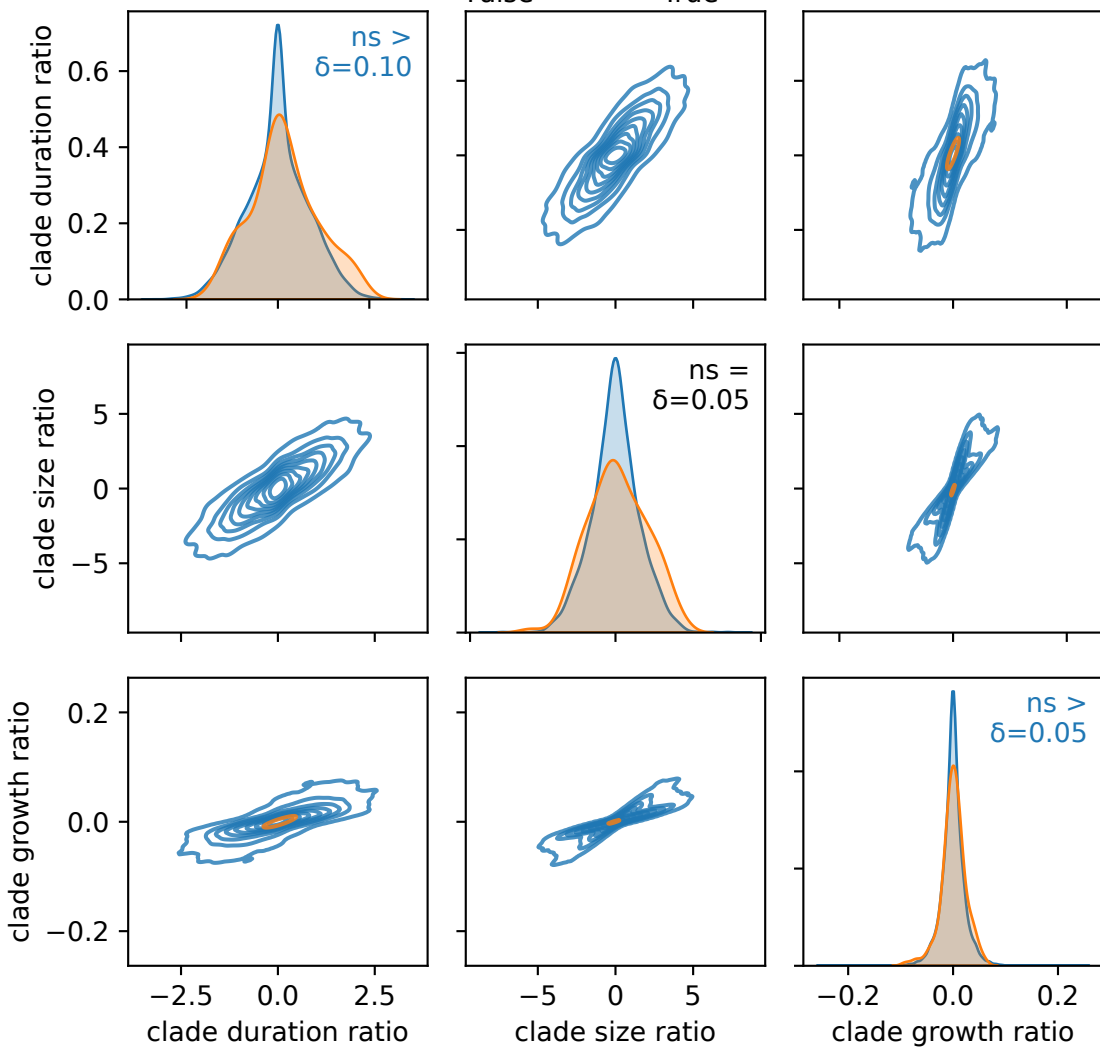 clade duration ratio
0.6
0.4
0.2
0.0
ns >
δ=0.10
clade size ratio
5
0
−5
ns =
δ=0.05
clade growth ratio
0.2
0.0
−0.2
ns >
δ=0.05
−2.5 0.0 2.5
clade duration ratio
−5 0 5
clade size ratio
−0.2 0.0 0.2
clade growth ratio